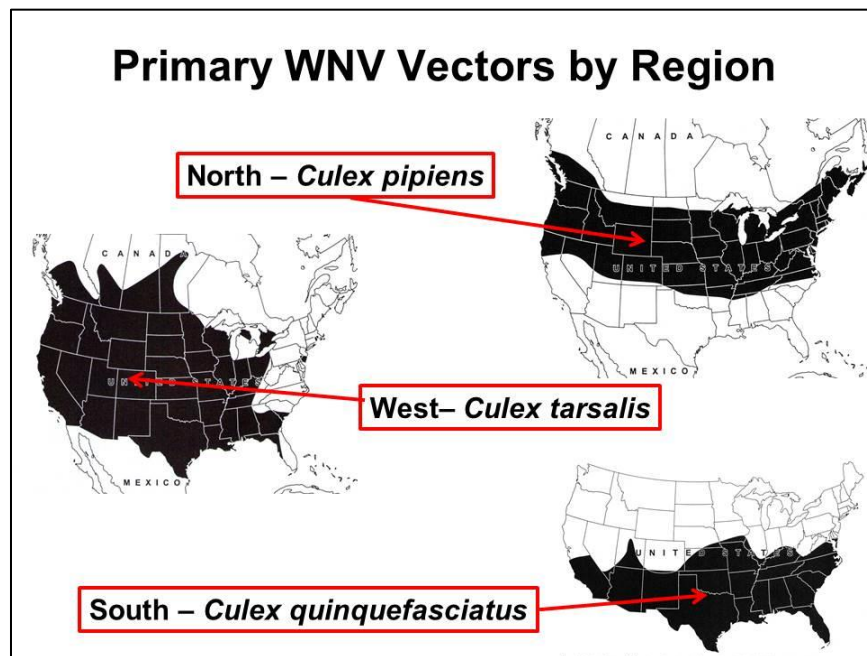 Primary WNV Vectors by Region
CANADA
North – Culex pipiens
UNITED STATES
MEXICO
CANADA
UNITED STATES
West– Culex tarsalis
MEXICO
UNITED STATES
South – Culex quinquefasciatus